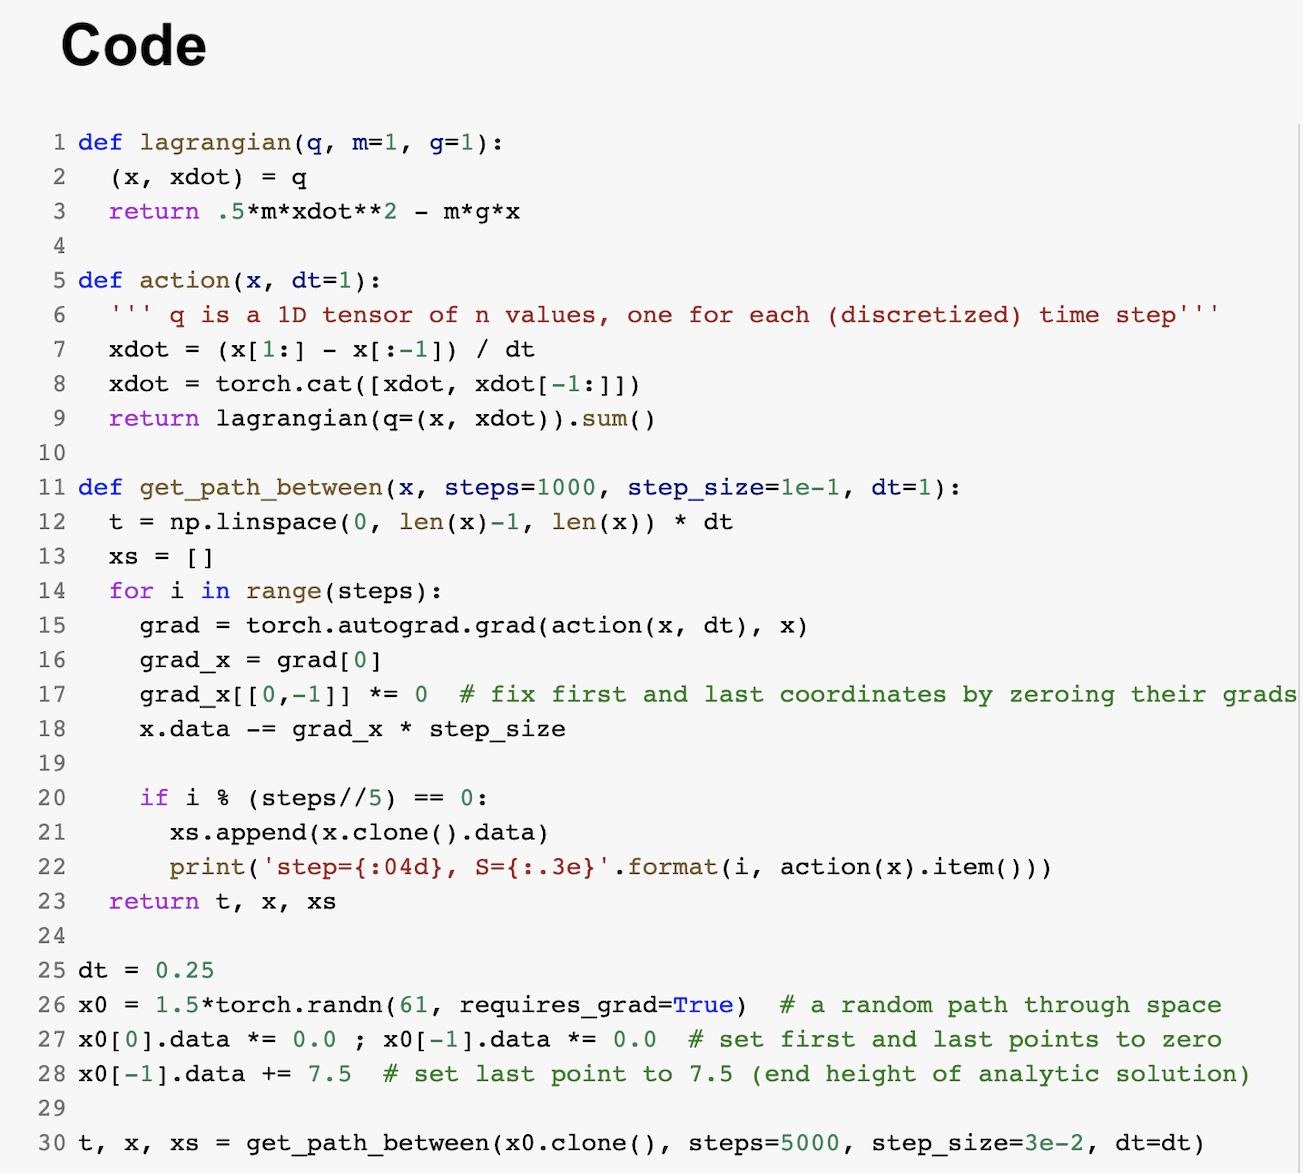 Code
1 def lagrangian(q, m=1, g=1):
2   (x, xdot) = q
3   return .5*m*xdot**2 - m*g*x
4
5 def action(x, dt=1):
6   ''' q is a 1D tensor of n values, one for each (discretized) time step'''
7   xdot = (x[1:] - x[:-1]) / dt
8   xdot = torch.cat([xdot, xdot[-1:]])
9   return lagrangian(q=(x, xdot)).sum()
10
11 def get_path_between(x, steps=1000, step_size=1e-1, dt=1):
12   t = np.linspace(0, len(x)-1, len(x)) * dt
13   xs = []
14   for i in range(steps):
15     grad = torch.autograd.grad(action(x, dt), x)
16     grad_x = grad[0]
17     grad_x[[0,-1]] *= 0  # fix first and last coordinates by zeroing their grads
18     x.data -= grad_x * step_size
19
20     if i % (steps//5) == 0:
21       xs.append(x.clone().data)
22       print('step={:04d}, S={:.3e}'.format(i, action(x).item()))
23   return t, x, xs
24
25 dt = 0.25
26 x0 = 1.5*torch.randn(61, requires_grad=True)  # a random path through space
27 x0[0].data *= 0.0 ; x0[-1].data *= 0.0  # set first and last points to zero
28 x0[-1].data += 7.5  # set last point to 7.5 (end height of analytic solution)
29
30 t, x, xs = get_path_between(x0.clone(), steps=5000, step_size=3e-2, dt=dt)